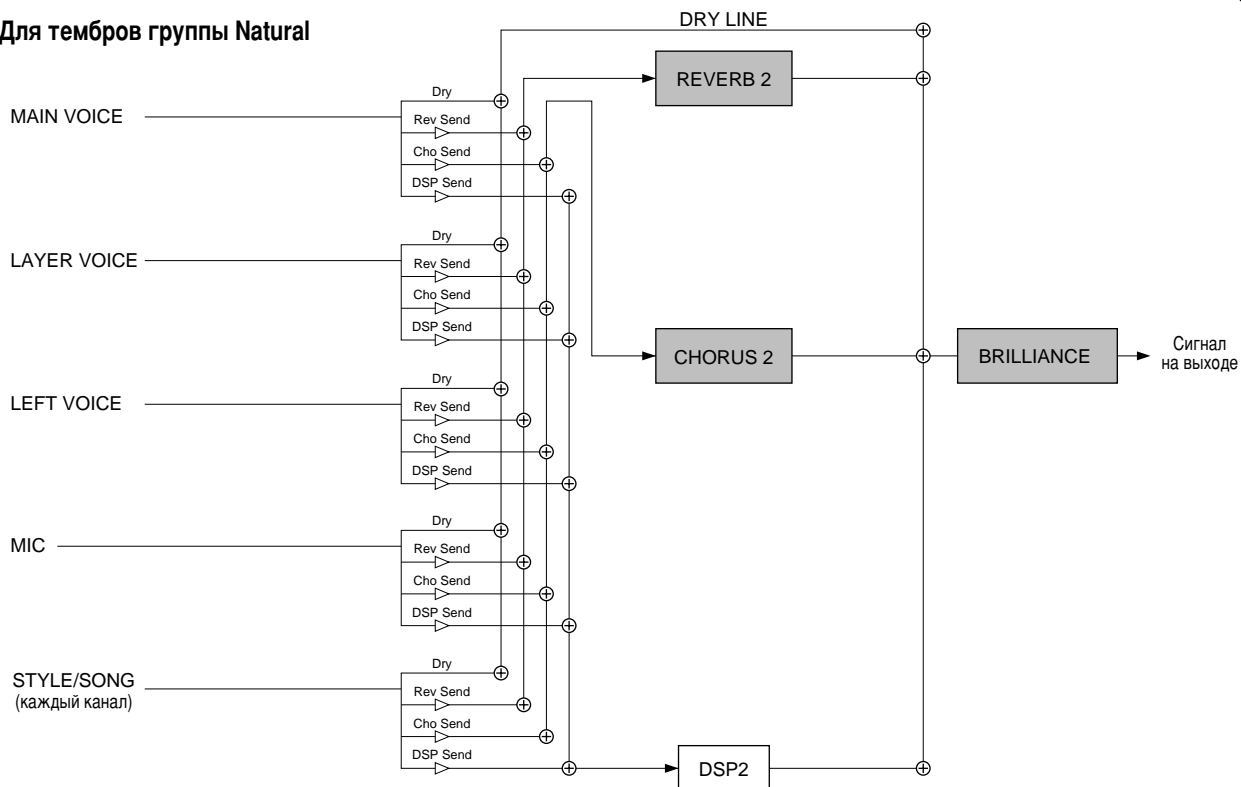 Для тембров группы Natural
DRY LINE
REVERB 2
MAIN VOICE
Dry
Rev Send
Cho Send
DSP Send
LAYER VOICE
Dry
Rev Send
Cho Send
DSP Send
CHORUS 2
BRILLIANCE
Сигнал
на выходе
LEFT VOICE
Dry
Rev Send
Cho Send
DSP Send
MIC
Dry
Rev Send
Cho Send
DSP Send
STYLE/SONG
(каждый канал)
Dry
Rev Send
Cho Send
DSP Send
DSP2